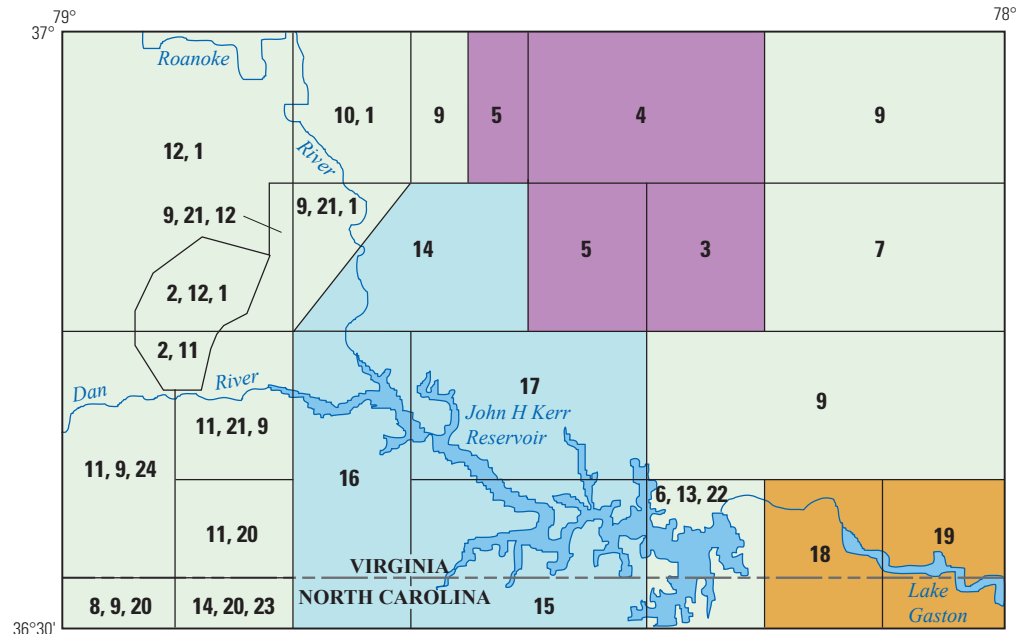 79°
78°
37°
Roanoke
River
10, 1
9
5
4
9
12, 1
9, 21, 12
9, 21, 1
14
5
3
7
2, 12, 1
2, 11
Dan
River
17
John H Kerr
Reservoir
9
11, 21, 9
11, 9, 24
16
6, 13, 22
11, 20
18
19
VIRGINIA
NORTH CAROLINA
8, 9, 20
14, 20, 23
15
Lake
Gaston
36°30'